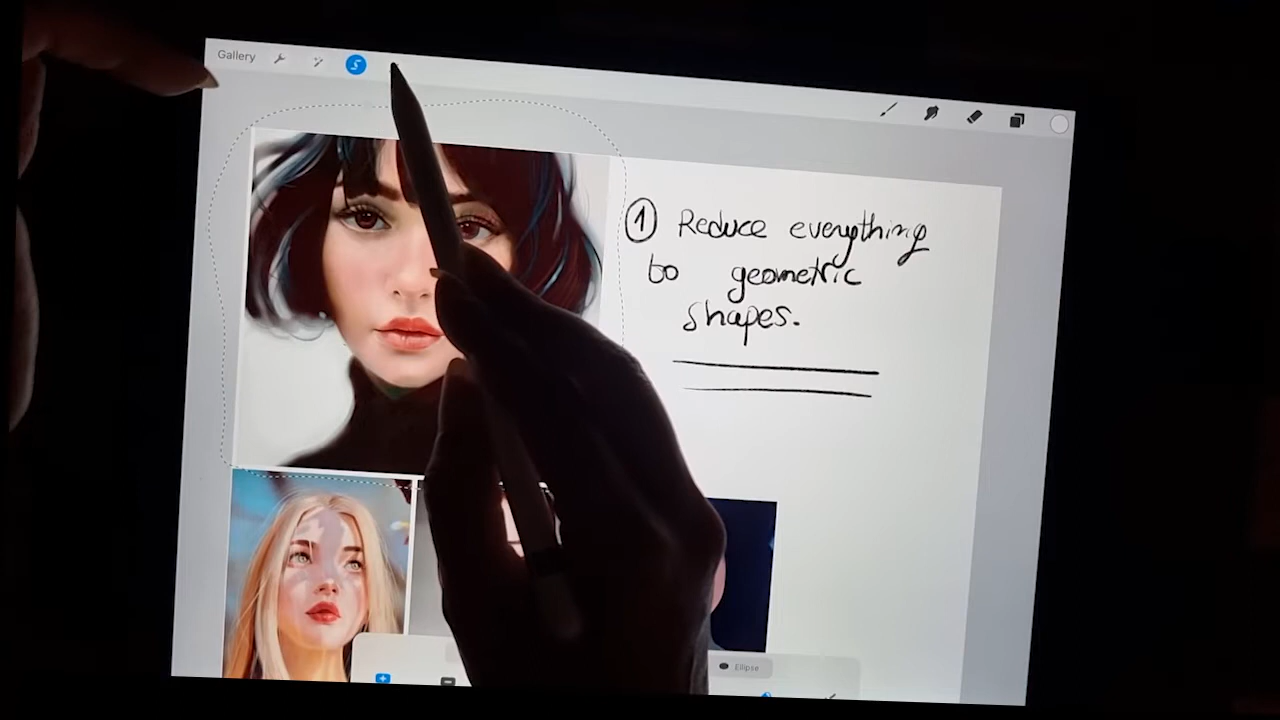 Gallery
① Reduce everything
to geometric
shapes.
Ellipse